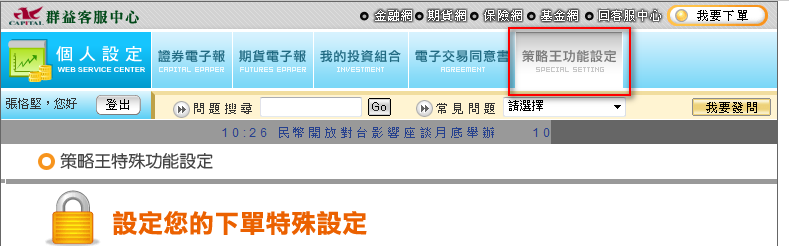 CAPITAL 群益客服中心
金融網 期貨網 保險網 基金網 回客服中心 我要下單
個人設定
WEB SERVICE CENTER
證券電子報 期貨電子報 我的投資組合 電子交易同意書 策略王功能設定
CAPITAL EPAPER FUTURES EPAPER INVESTMENT AGREEMENT SPECIAL SETTING
張恪堅，您好 登出 問題搜尋 Go 常見問題 請選擇 我要發問
10:26 民幣開放對台影響座談月底舉辦 10
策略王特殊功能設定
設定您的下單特殊設定